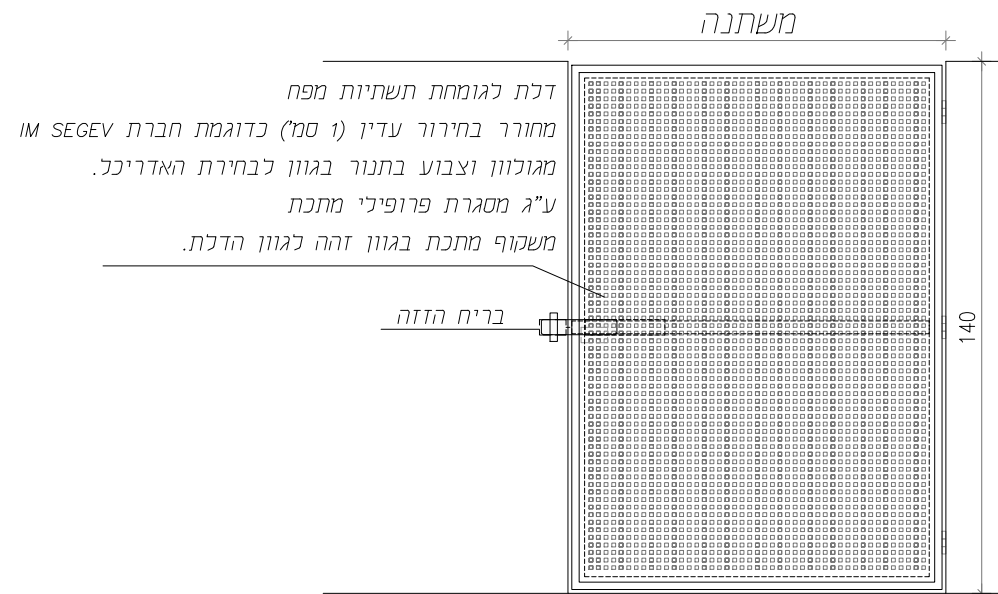 משתנה
דלת לגומחת תשתיות מפח
מחורר בחירור עדין (1 סמ') כדוגמת חברת IM SEGEV
מגולוון וצבוע בתנור בגוון לבחירת האדריכל.
ע"ג מסגרת פרופילי מתכת
משקוף מתכת בגוון זהה לגוון הדלת.
בריח הזזה
140